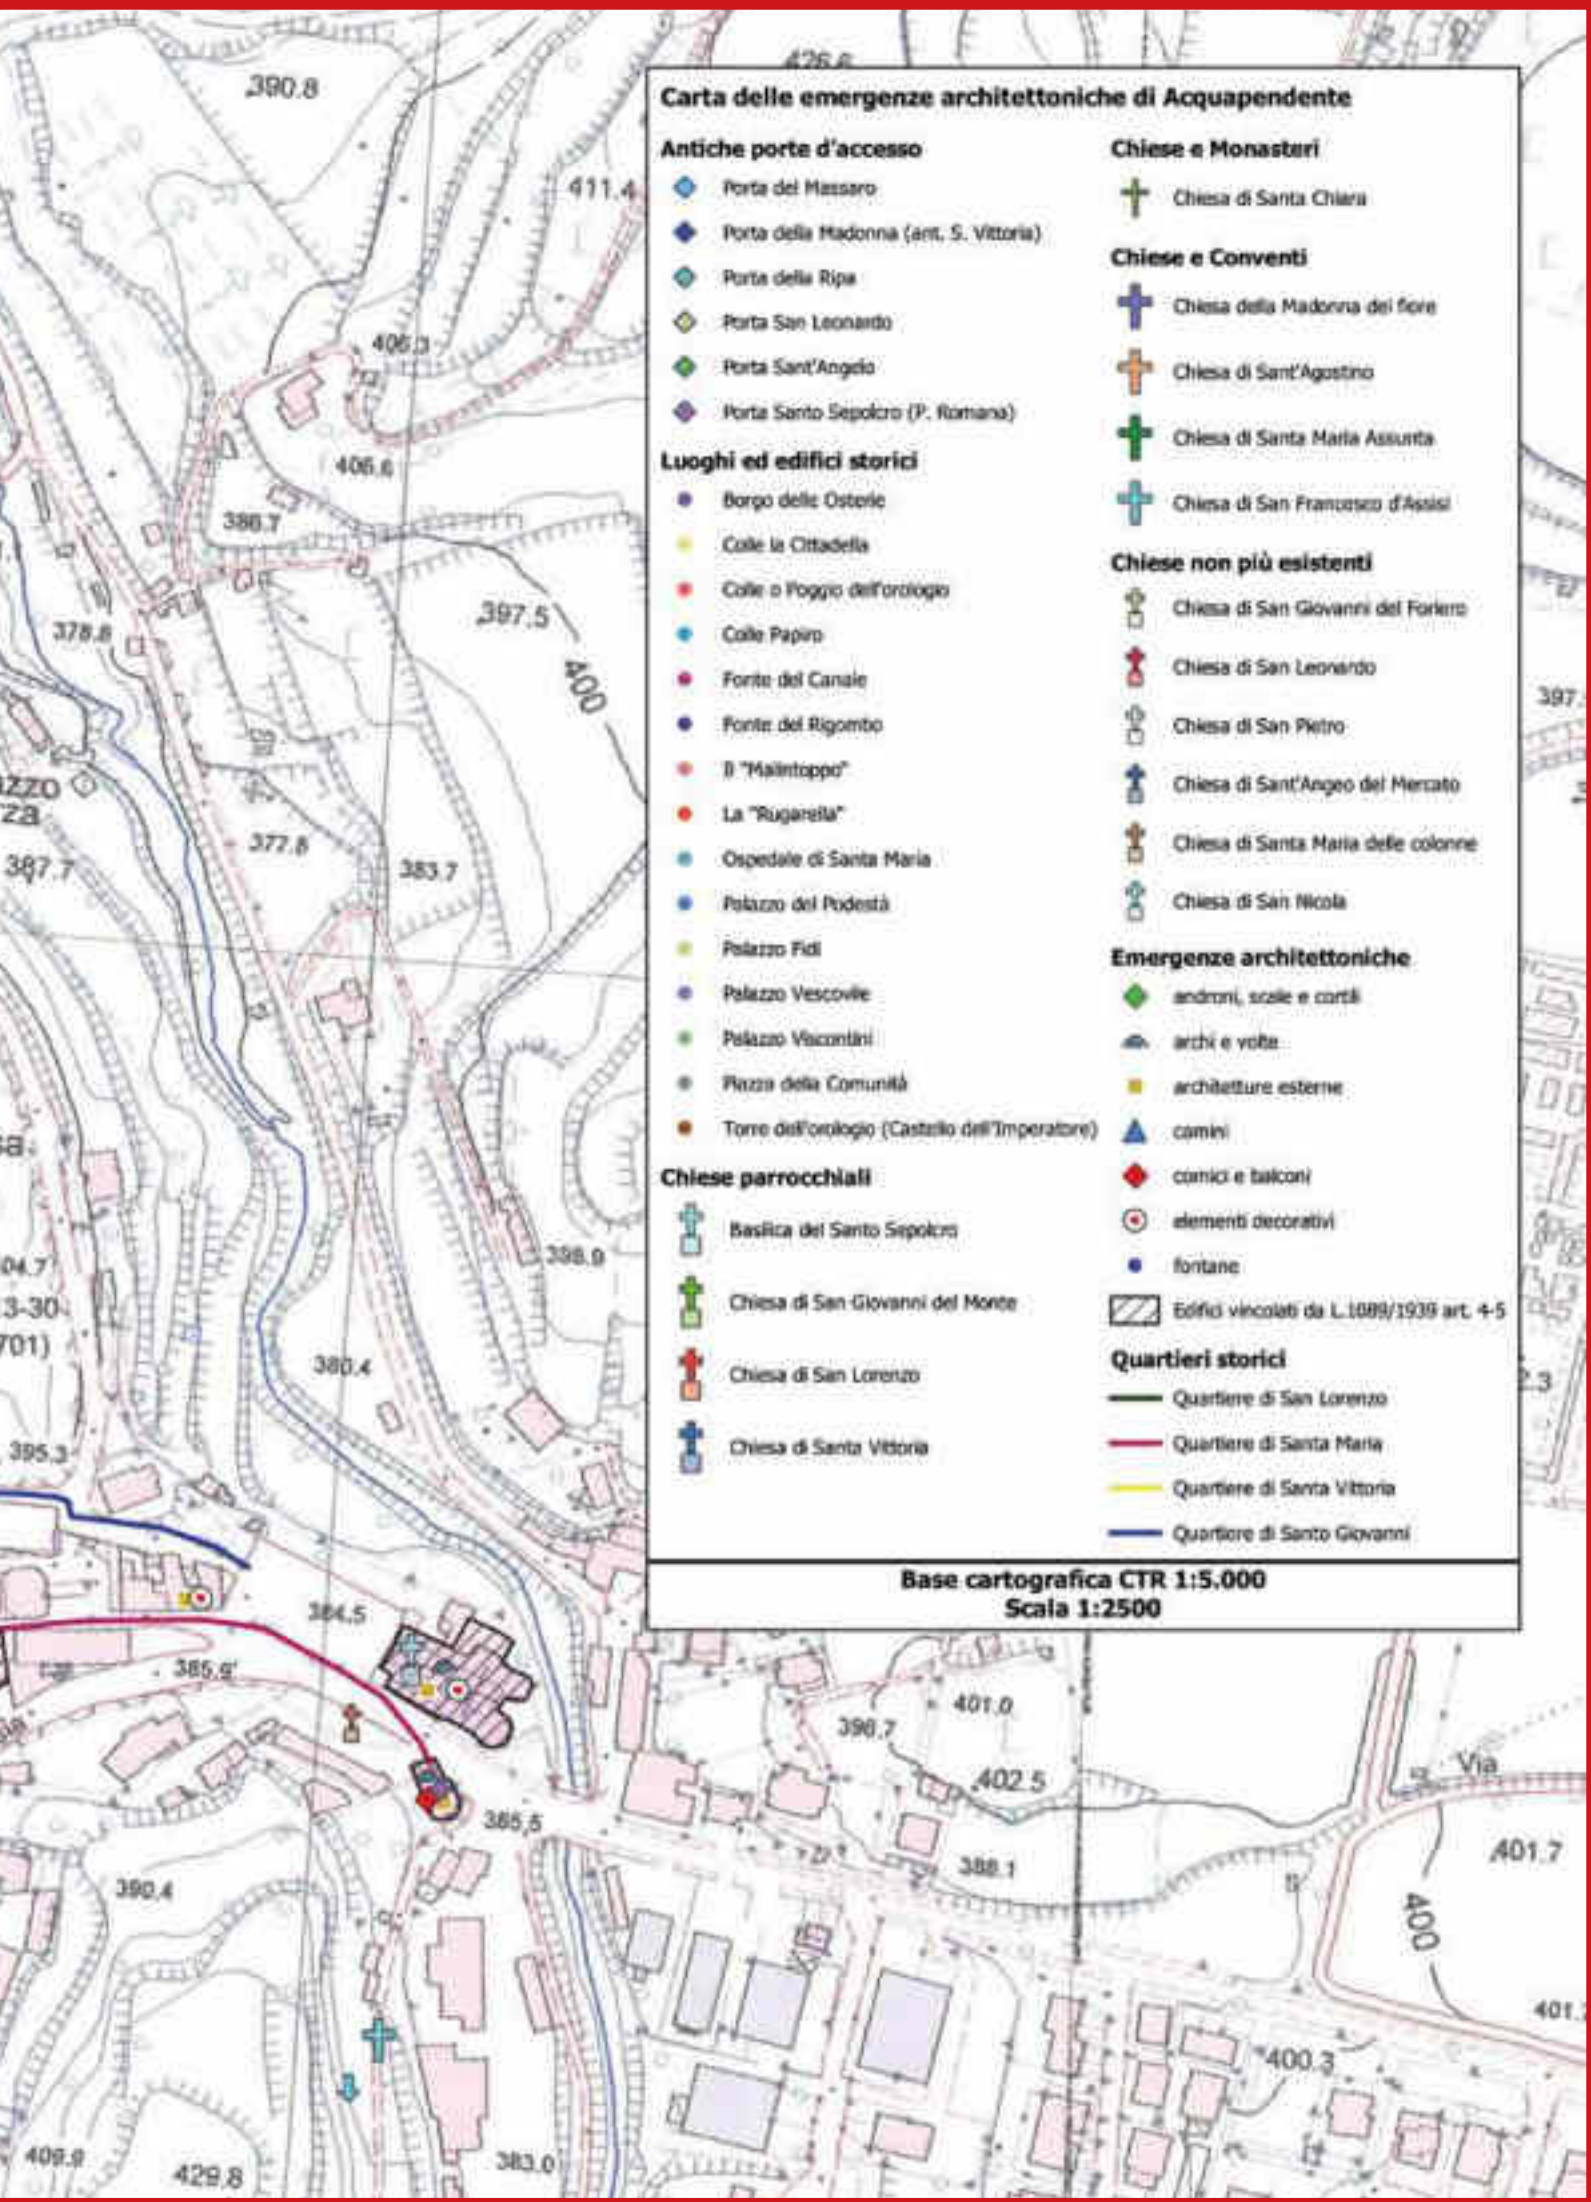 426.6
390.8
411.4
406.3
406.6
386.7
397.5
400
378.8
387.7
377.8
383.7
398.9
3-30
701)
380.4
395.3
Carta delle emergenze architettoniche di Acquapendente
Antiche porte d'accesso
Porta del Massaro
Porta della Madonna (ant. S. Vittoria)
Porta della Ripa
Porta San Leonardo
Porta Sant'Angelo
Porta Santo Sepolcro (P. Romana)
Luoghi ed edifici storici
Borgo delle Osterie
Colle la Cittadella
Colle o Poggio dell'orologio
Colle Papiro
Fonte del Canale
Fonte del Rigombo
Il "Malintoppo"
La "Rugarella"
Ospedale di Santa Maria
Palazzo del Podestà
Palazzo Fidi
Palazzo Vescovile
Palazzo Viscontini
Piazza della Comunità
Torre dell'orologio (Castello dell'Imperatore)
Chiese parrocchiali
Basilica del Santo Sepolcro
Chiesa di San Giovanni del Monte
Chiesa di San Lorenzo
Chiesa di Santa Vittoria
Chiese e Monasteri
Chiesa di Santa Chiara
Chiese e Conventi
Chiesa della Madonna del fiore
Chiesa di Sant'Agostino
Chiesa di Santa Maria Assunta
Chiesa di San Francesco d'Assisi
Chiese non più esistenti
Chiesa di San Giovanni del Forlero
Chiesa di San Leonardo
Chiesa di San Pietro
Chiesa di Sant'Angeo del Mercato
Chiesa di Santa Maria delle colonne
Chiesa di San Nicola
Emergenze architettoniche
androni, scale e cortili
archi e volte
architetture esterne
camini
cornici e balconi
elementi decorativi
fontane
Edifici vincolati da L.1089/1939 art. 4-5
Quartieri storici
Quartiere di San Lorenzo
Quartiere di Santa Maria
Quartiere di Santa Vittoria
Quartiere di Santo Giovanni
Base cartografica CTR 1:5.000
Scala 1:2500
397
384.5
385.9
385.5
390.4
401.0
398.7
402.5
388.1
Via
401.7
400
401.
400.3
409.9
429.8
383.0